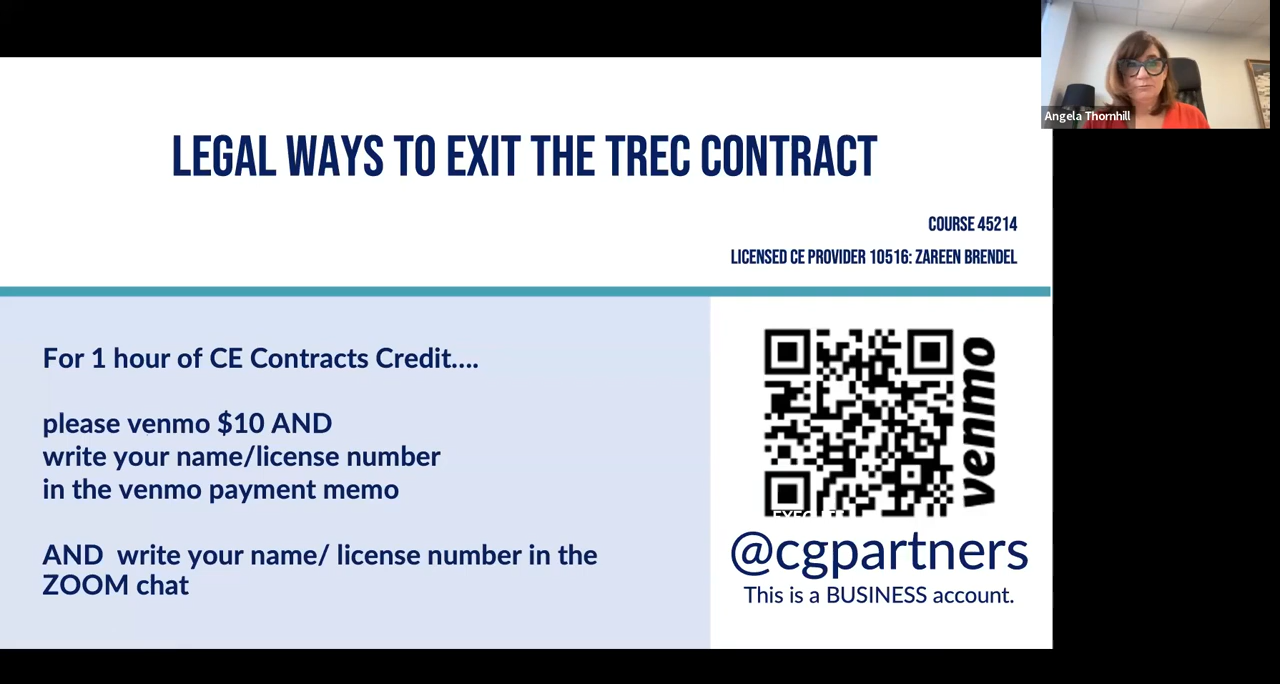 LEGAL WAYS TO EXIT THE TREC CONTRACT
COURSE 45214
LICENSED CE PROVIDER 10516: ZAREEN BRENDEL
For 1 hour of CE Contracts Credit....
please venmo $10 AND
write your name/license number
in the venmo payment memo
AND write your name/ license number in the
ZOOM chat
venmo
@cgpartners
This is a BUSINESS account.
Angela Thornhill